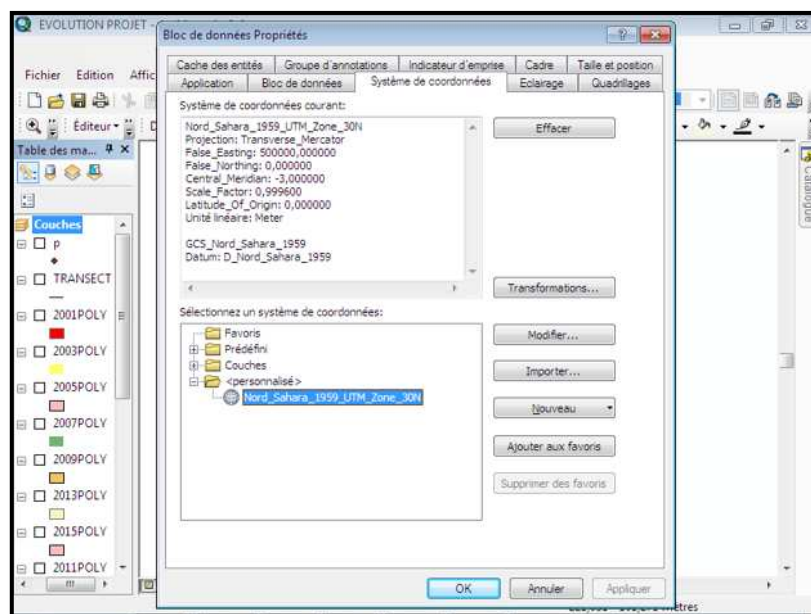 EVOLUTION PROJET -
Bloc de données Propriétés
Cache des entités
Groupe d'annotations
Indicateur d'emprise
Cadre
Taille et position
Application
Bloc de données
Système de coordonnées
Eclairage
Quadrillages
Fichier Edition Affic
Éditeur
Table des ma...
Couches
p
TRANSECT
2001POLY
2003POLY
2005POLY
2007POLY
2009POLY
2013POLY
2015POLY
2011POLY
Système de coordonnées courant:
Nord_Sahara_1959_UTM_Zone_30N
Projection: Transverse_Mercator
False_Easting: 500000,000000
False_Northing: 0,000000
Central_Meridian: -3,000000
Scale_Factor: 0,999600
Latitude_Of_Origin: 0,000000
Unité linéaire: Meter
GCS_Nord_Sahara_1959
Datum: D_Nord_Sahara_1959
Effacer
Transformations...
Sélectionnez un système de coordonnées:
Favoris
Prédéfini
Couches
<personnalisé>
Nord_Sahara_1959_UTM_Zone_30N
Modifier...
Importer...
Nouveau
Ajouter aux favoris
Supprimer des favoris
OK
Annuler
Appliquer
Catalogue